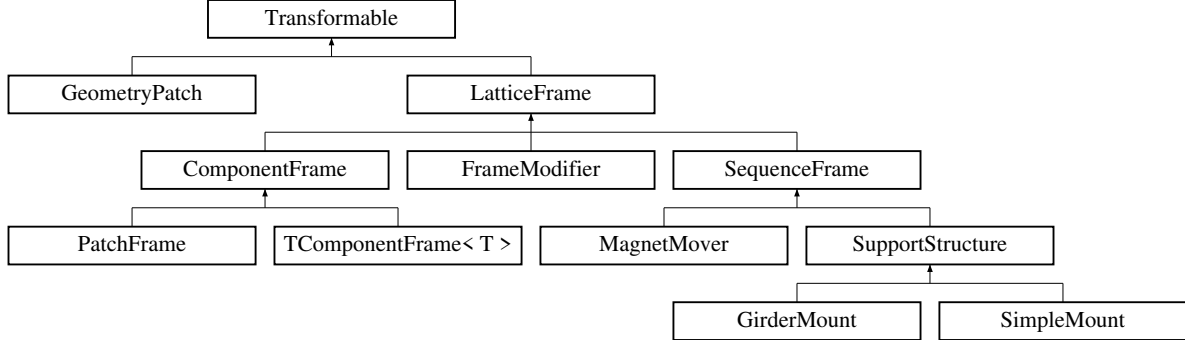 Transformable
GeometryPatch
LatticeFrame
ComponentFrame
FrameModifier
SequenceFrame
PatchFrame
TComponentFrame< T >
MagnetMover
SupportStructure
GirderMount
SimpleMount